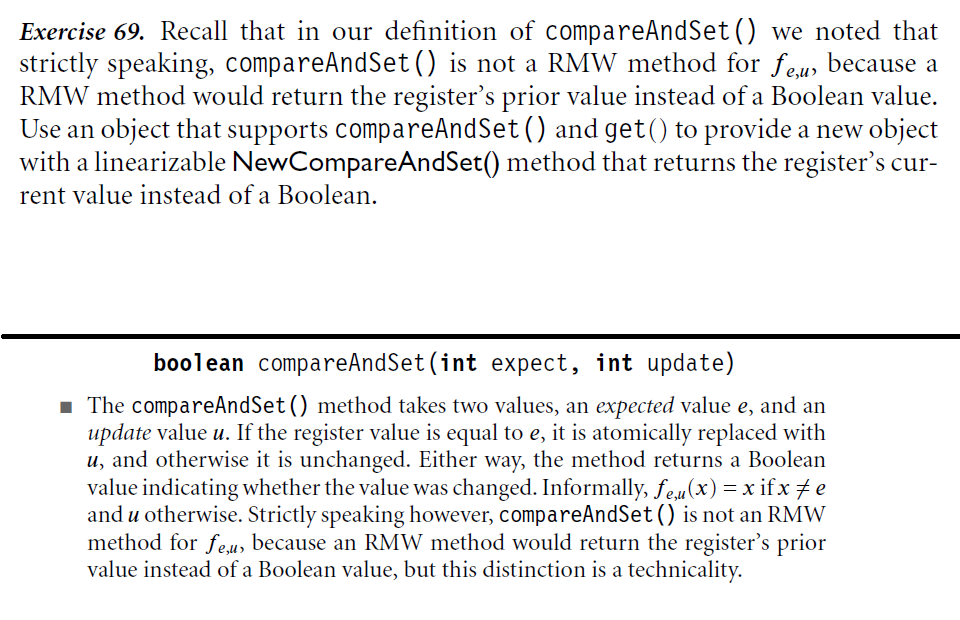 Exercise 69. Recall that in our definition of compareAndSet() we noted that
strictly speaking, compareAndSet() is not a RMW method for fe,u, because a
RMW method would return the register’s prior value instead of a Boolean value.
Use an object that supports compareAndSet() and get() to provide a new object
with a linearizable NewCompareAndSet() method that returns the register’s cur-
rent value instead of a Boolean.
boolean compareAndSet(int expect, int update)
■ The compareAndSet() method takes two values, an expected value e, and an
update value u. If the register value is equal to e, it is atomically replaced with
u, and otherwise it is unchanged. Either way, the method returns a Boolean
value indicating whether the value was changed. Informally, fe,u(x) = x if x ≠ e
and u otherwise. Strictly speaking however, compareAndSet() is not an RMW
method for fe,u, because an RMW method would return the register’s prior
value instead of a Boolean value, but this distinction is a technicality.